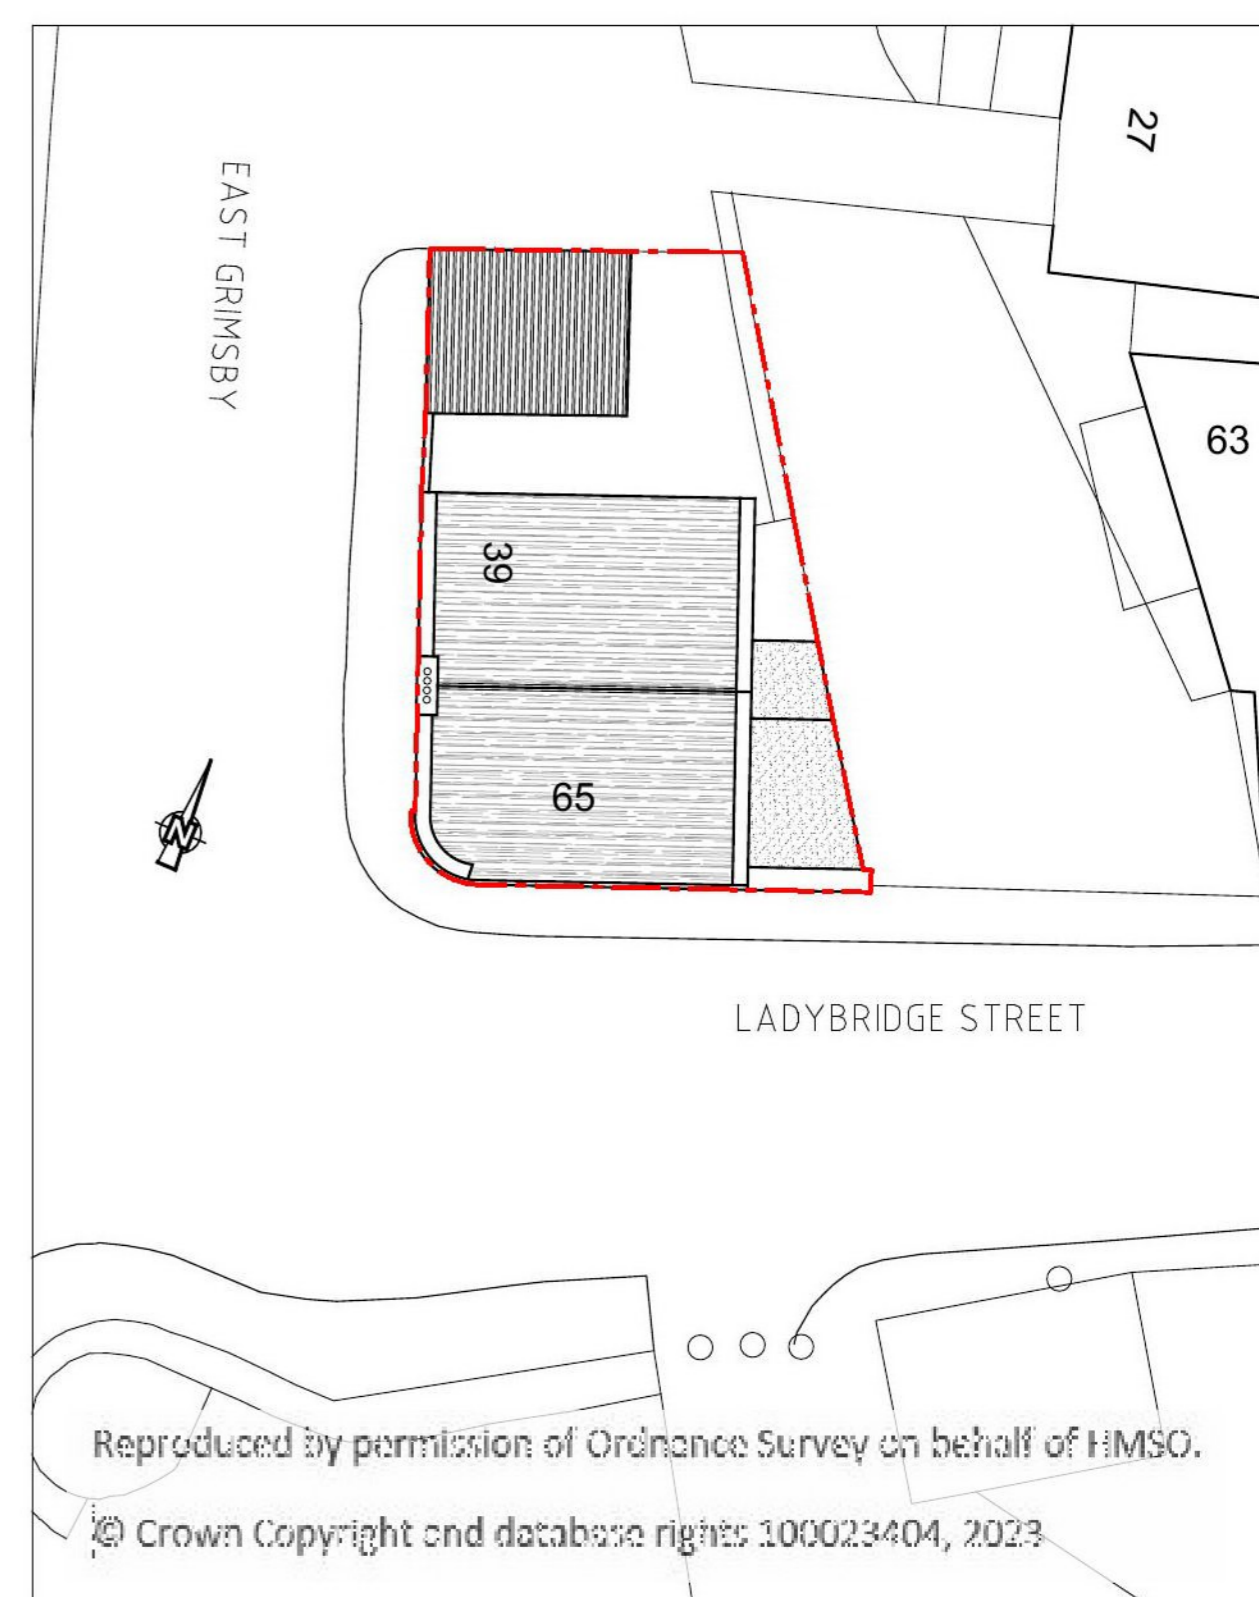 27
EAST GRIMSBY
63
39
65
N
LADYBRIDGE STREET
Reproduced by permission of Ordnance Survey on behalf of HMSO.
© Crown Copyright and database rights 100023404, 2023